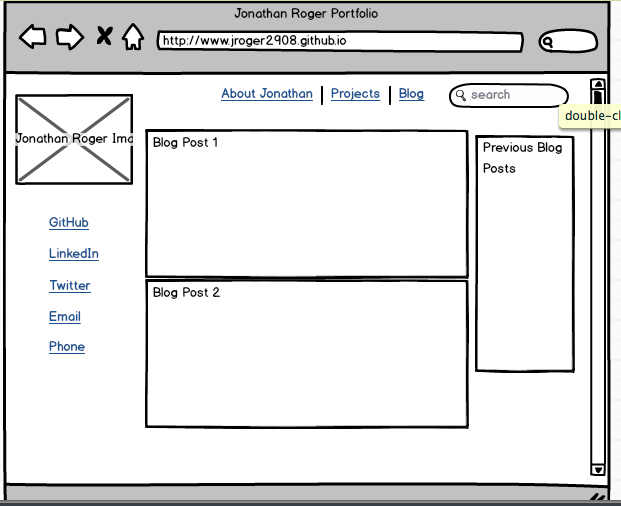 Jonathan Roger Portfolio
http://www.jroger2908.github.io
About Jonathan | Projects | Blog
search
double-cl
Jonathan Roger Ima
GitHub
LinkedIn
Twitter
Email
Phone
Blog Post 1
Blog Post 2
Previous Blog
Posts